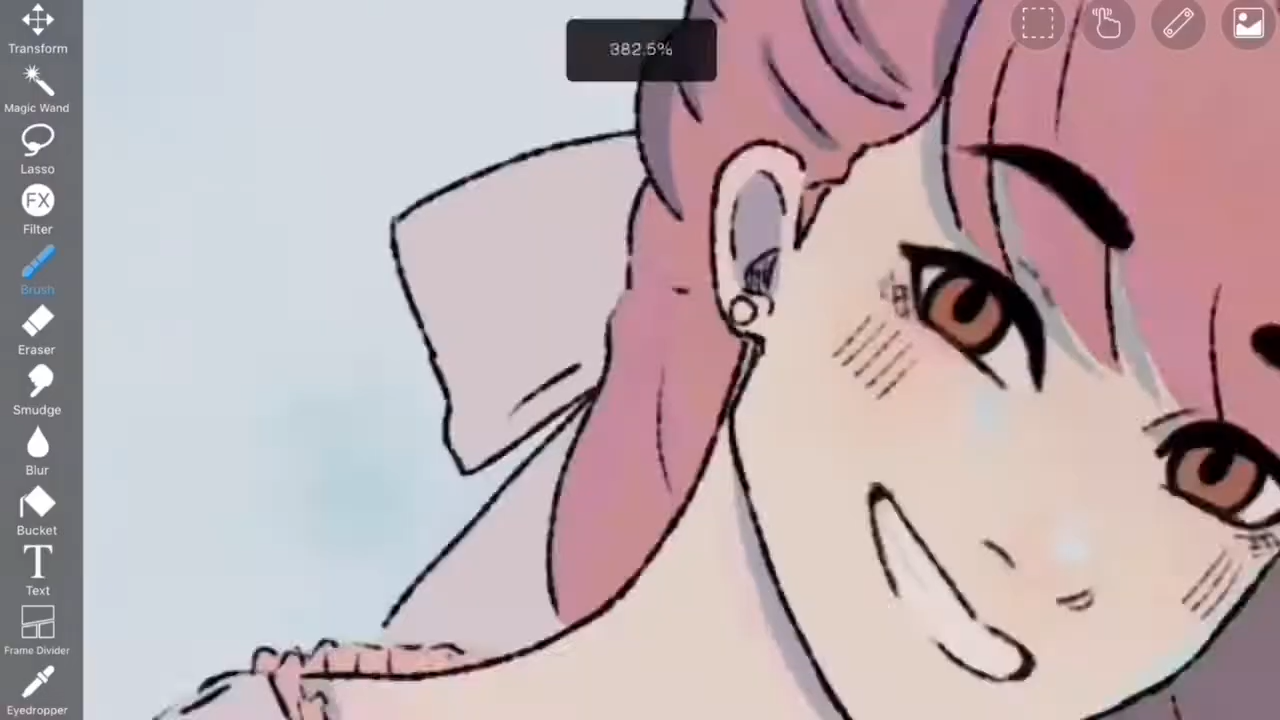 382.5%
Transform
Magic Wand
Lasso
FX
Filter
Brush
Eraser
Smudge
Blur
Bucket
T
Text
Frame Divider
Eyedropper